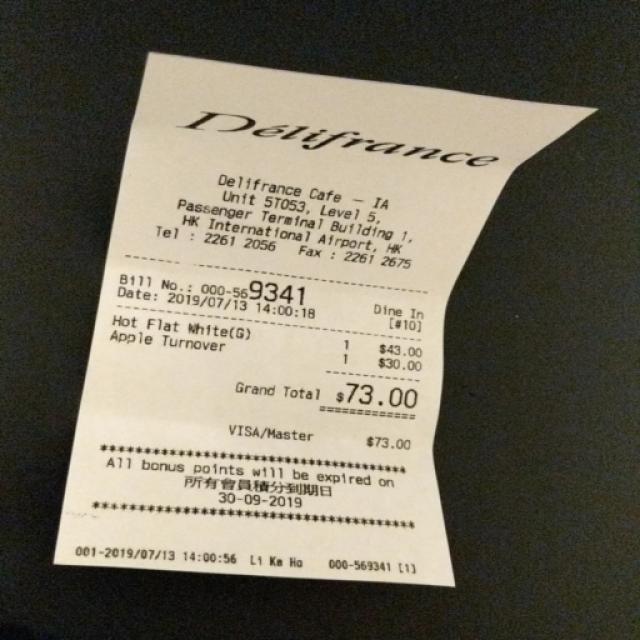 Délifrance
Delifrance Cafe - IA
Unit 5T053, Level 5,
Passenger Terminal Building 1,
HK International Airport, HK
Tel : 2261 2056 Fax : 2261 2675
Bill No.: 000-569341
Dine In
Date: 2019/07/13 14:00:18
[#10]
Hot Flat White(G) 1 $43.00
Apple Turnover 1 $30.00
Grand Total $73.00
VISA/Master $73.00
All bonus points will be expired on
所有會員積分到期日
30-09-2019
001-2019/07/13 14:00:56 Li Ka Ho 000-569341 [1]